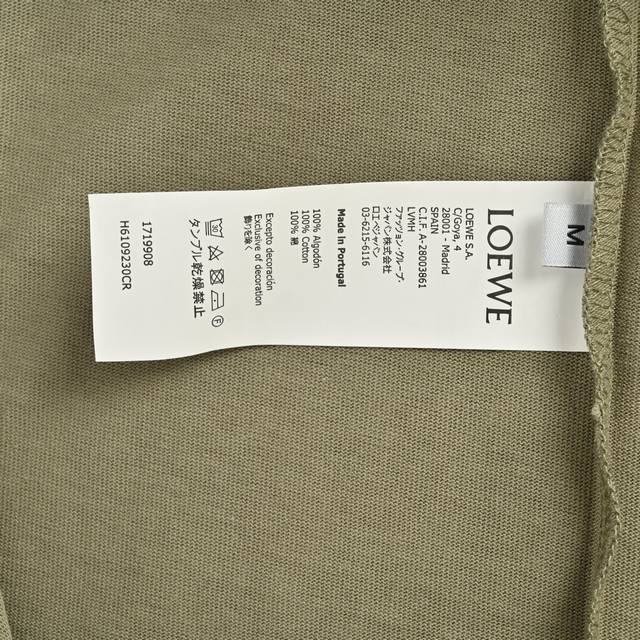 M
LOEWE
LOEWE S.A.
C/Goya, 4
28001 - Madrid
SPAIN
C.I.F. A-28003861
LVMH
ファッション・グループ・
ジャパン株式会社
ロエベジャパン
03-6215-6116
Made in Portugal
100% Algodón
100% Cotton
100% 綿
Excepto decoración
Exclusive of decoration
飾りを除く
30
F
タンブル乾燥禁止
1719908
H6109230CR